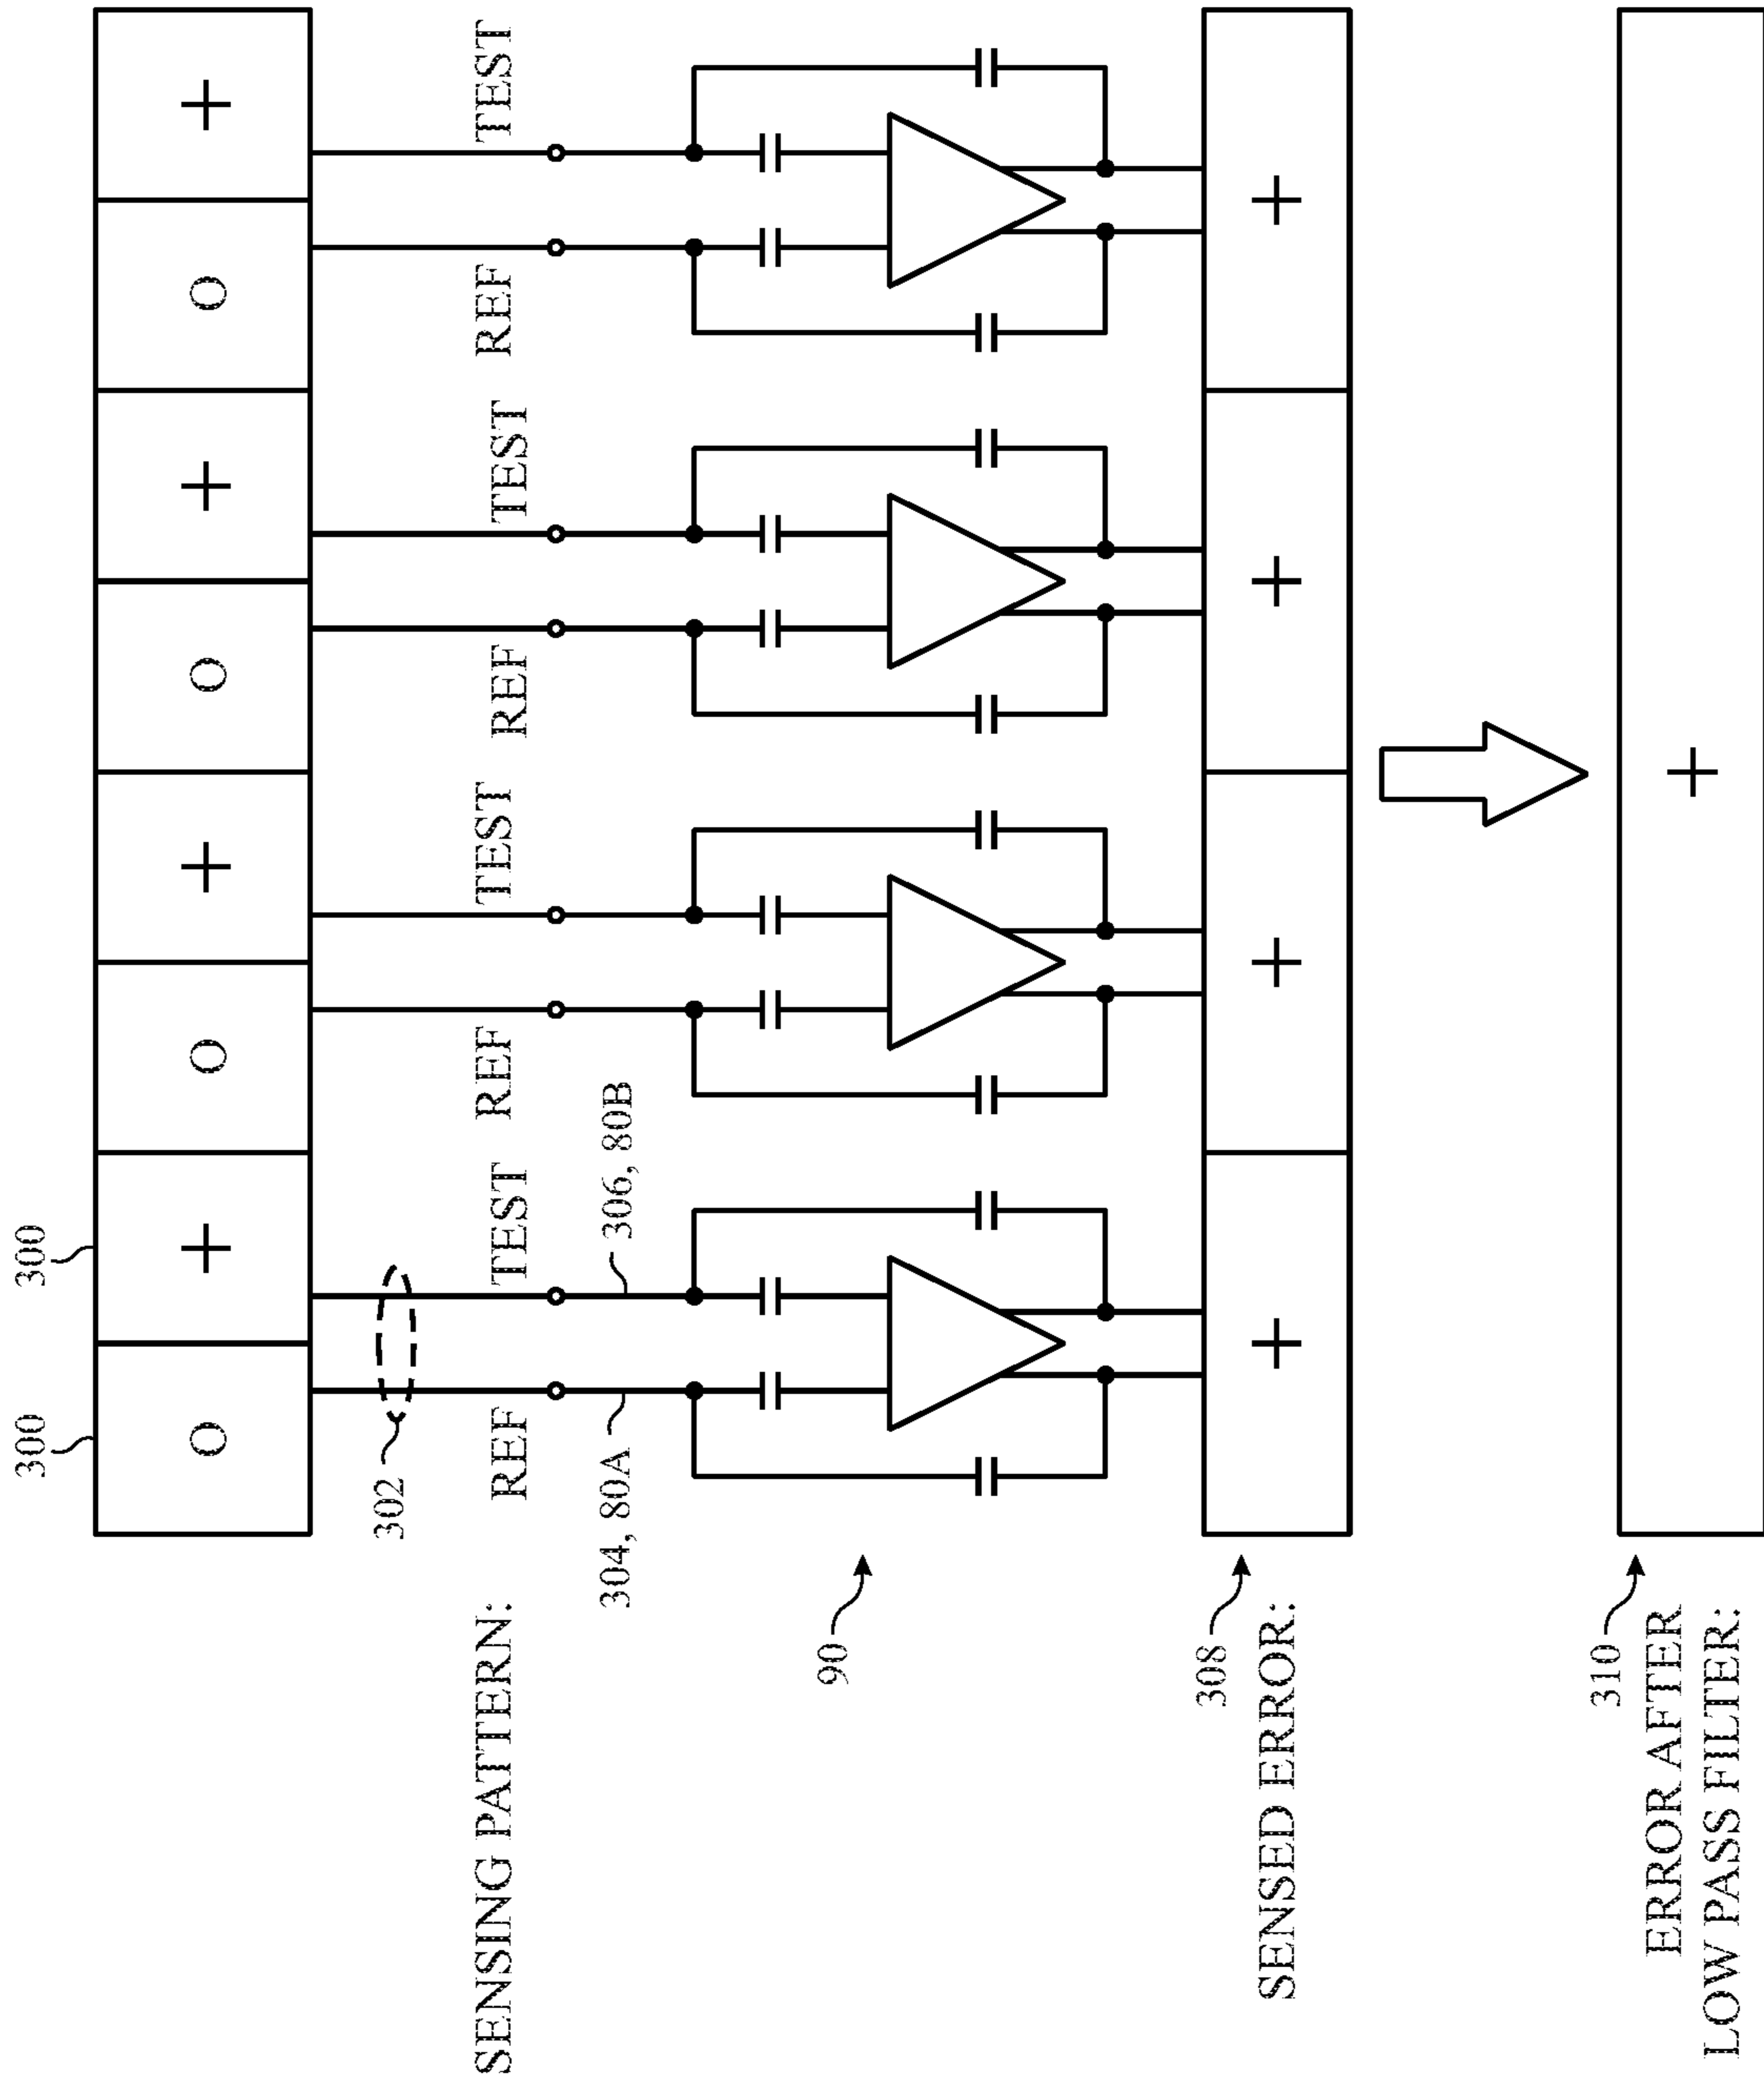 300 300
O + O + O + O +
302
SENSING PATTERN: REF TEST REF TEST REF TEST REF TEST
304, 80A 306, 80B
90
308
SENSED ERROR: + + + +
310
ERROR AFTER
LOW PASS FILTER: +